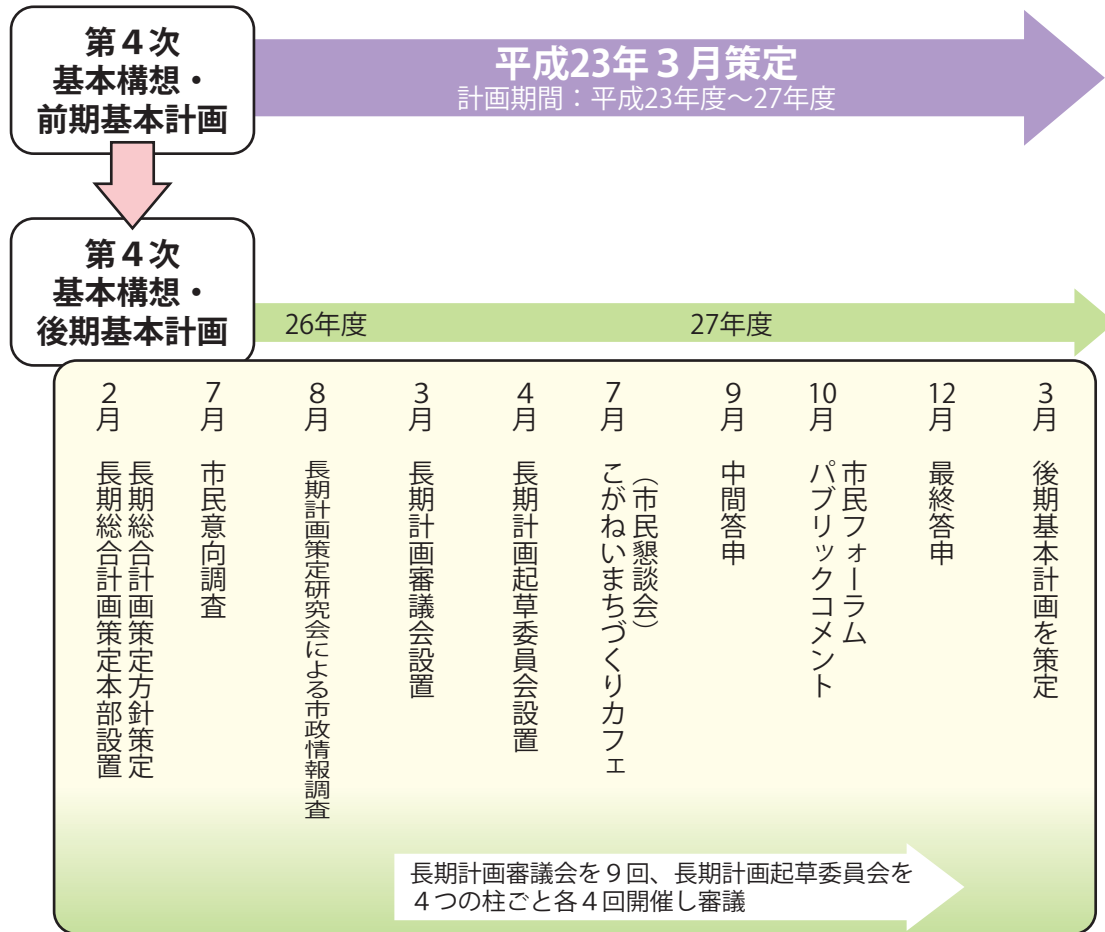 第４次
基本構想・
前期基本計画
平成23年３月策定
計画期間：平成23年度～27年度
第４次
基本構想・
後期基本計画
26年度
27年度
２月
長期総合計画策定方針策定
長期総合計画策定本部設置
７月
市民意向調査
８月
長期計画策定研究会による市政情報調査
３月
長期計画審議会設置
４月
長期計画起草委員会設置
７月
（市民懇談会）
こがねいまちづくりカフェ
９月
中間答申
10月
市民フォーラム
パブリックコメント
12月
最終答申
３月
後期基本計画を策定
長期計画審議会を９回、長期計画起草委員会を
４つの柱ごと各４回開催し審議